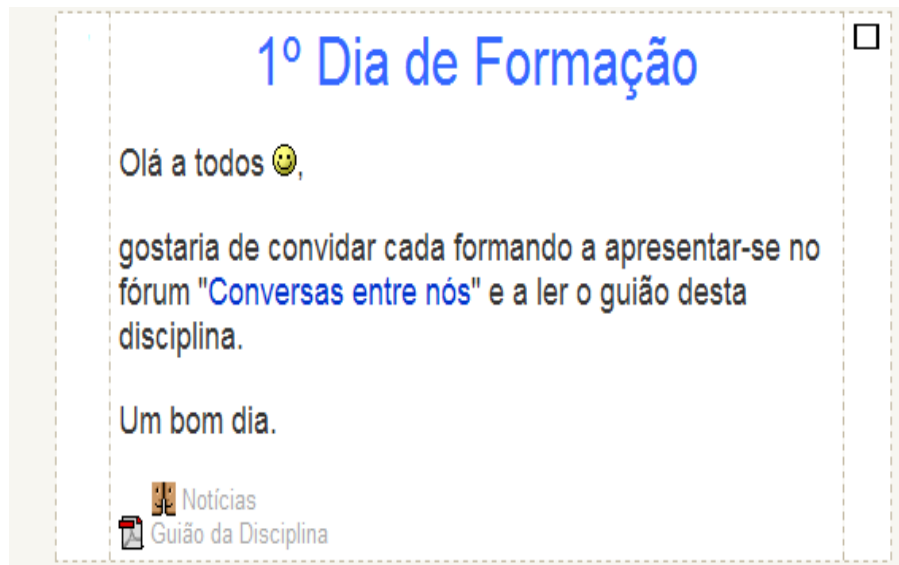 1º Dia de Formação
Olá a todos ,
gostaria de convidar cada formando a apresentar-se no
fórum "Conversas entre nós" e a ler o guião desta
disciplina.
Um bom dia.
Notícias
Guião da Disciplina